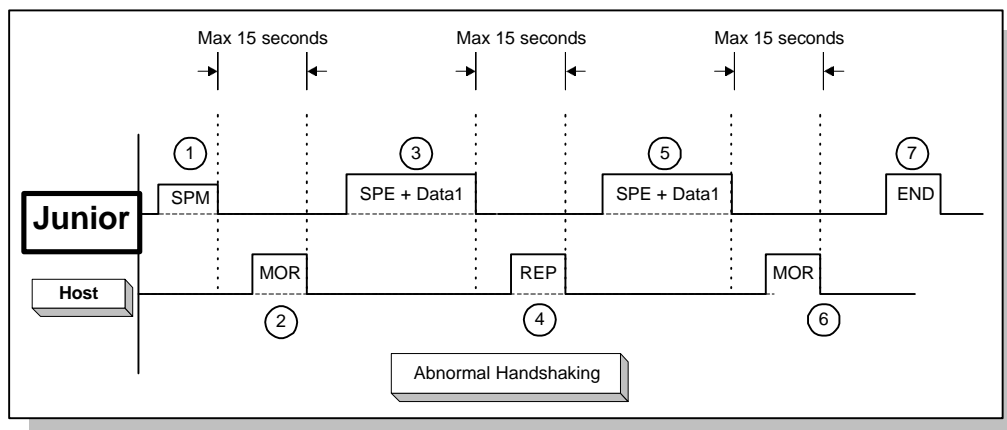 Max 15 seconds Max 15 seconds Max 15 seconds
1 3 5 7
SPM SPE + Data1 SPE + Data1 END
Junior
MOR REP MOR
Host
2 4 6
Abnormal Handshaking